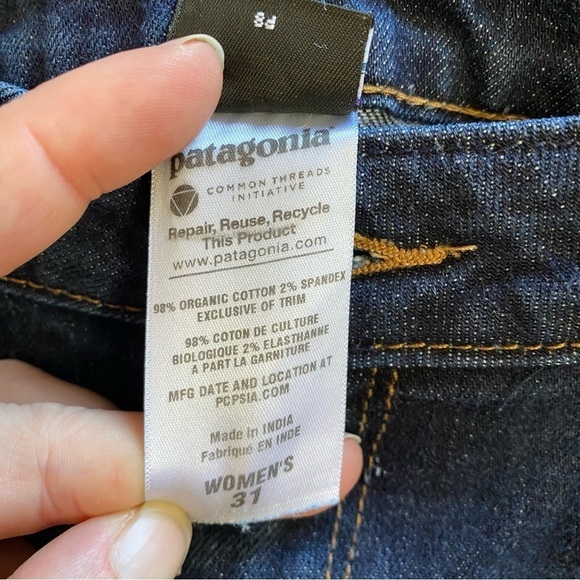 patagonia
COMMON THREADS
INITIATIVE
Repair, Reuse, Recycle
This Product
www.patagonia.com
98% ORGANIC COTTON 2% SPANDEX
EXCLUSIVE OF TRIM
98% COTON DE CULTURE
BIOLOGIQUE 2% ELASTHANNE
A PART LA GARNITURE
MFG DATE AND LOCATION AT
PCPSIA.COM
Made in INDIA
Fabriqué EN INDE
WOMEN'S
31